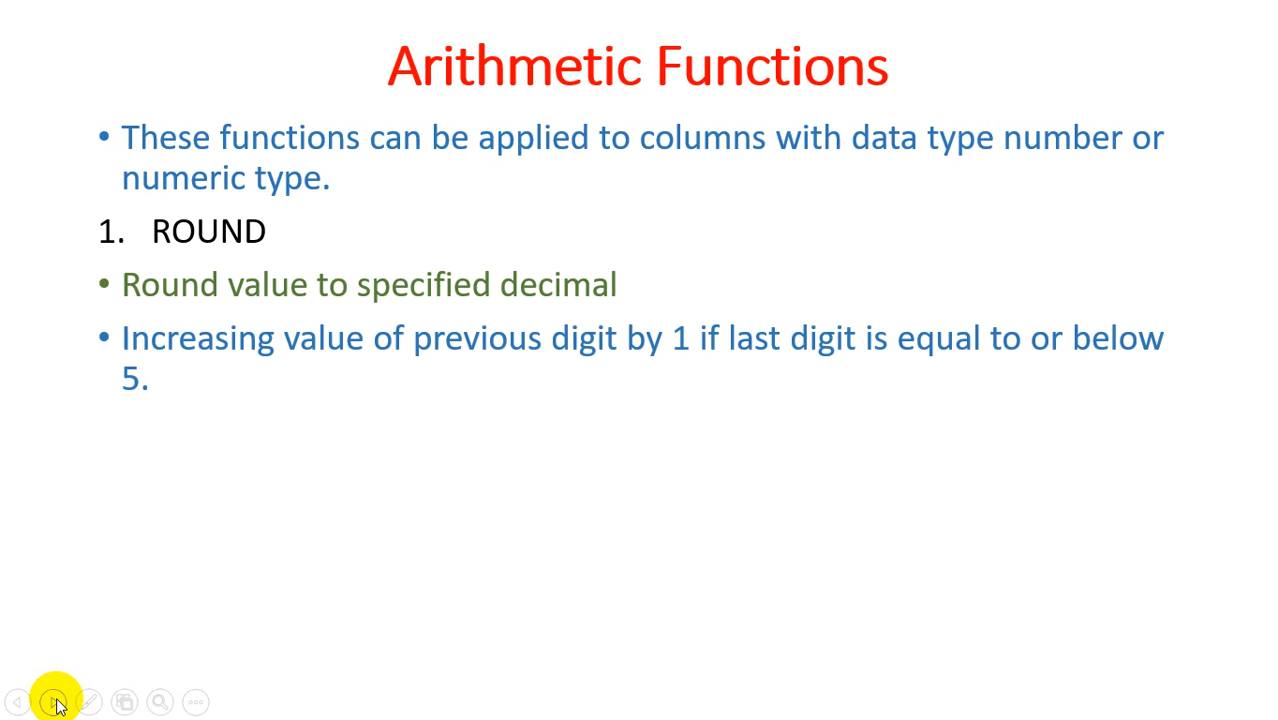 Arithmetic Functions
• These functions can be applied to columns with data type number or
numeric type.
1. ROUND
• Round value to specified decimal
• Increasing value of previous digit by 1 if last digit is equal to or below
5.